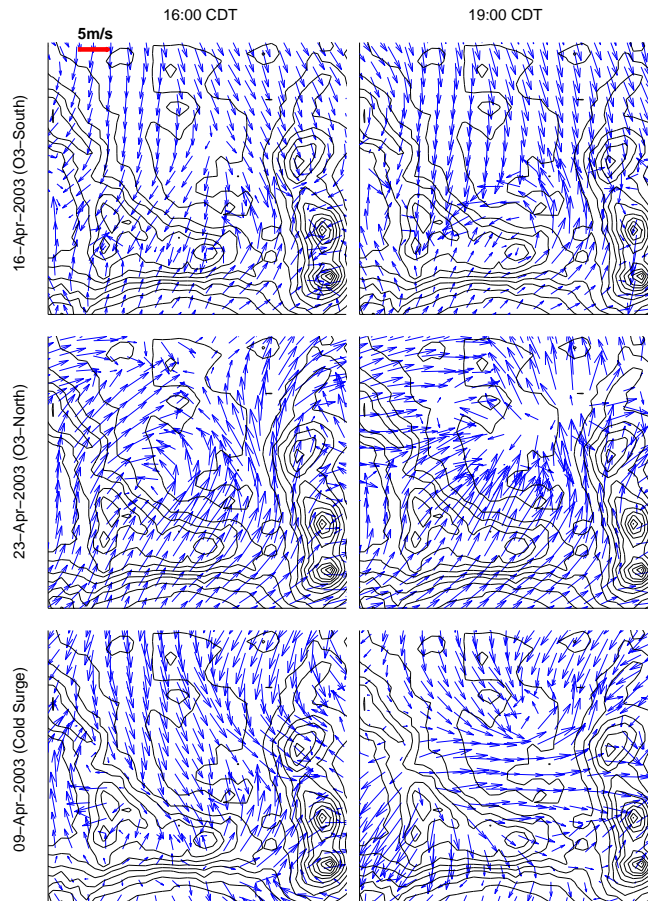 16:00 CDT
19:00 CDT
5m/s
16−Apr−2003 (O3−South)
23−Apr−2003 (O3−North)
09−Apr−2003 (Cold Surge)